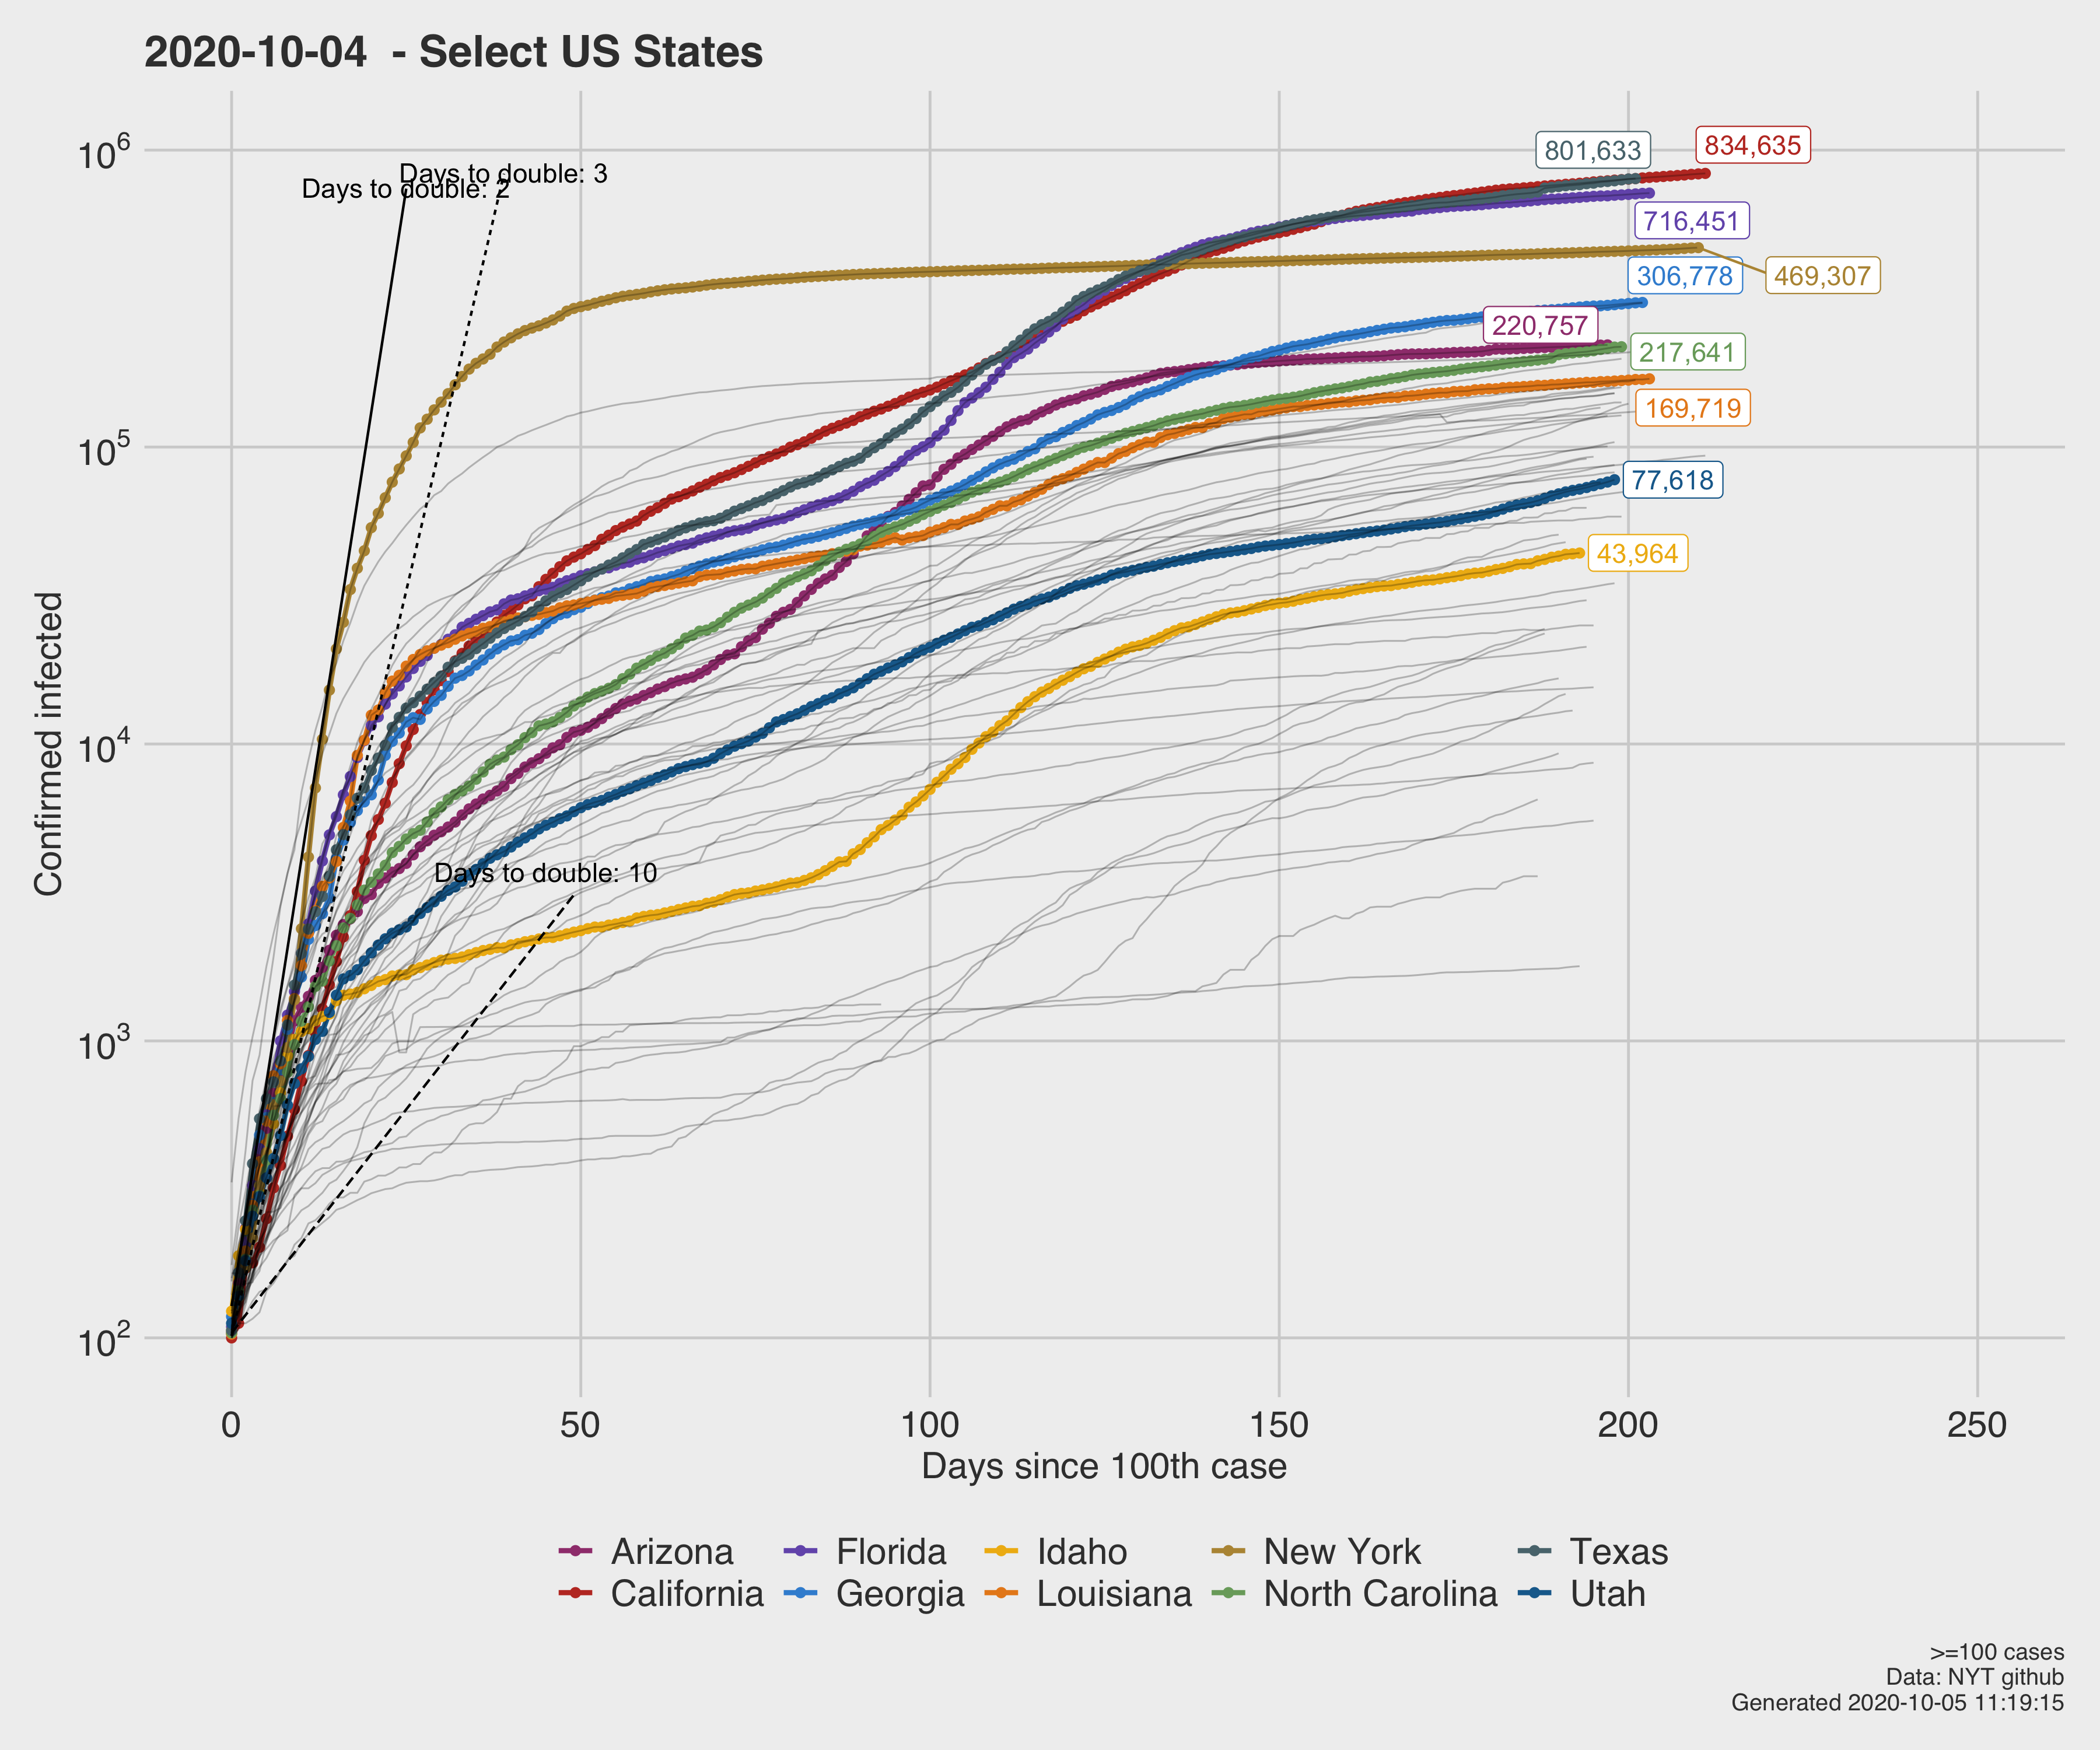 2020-10-04  - Select US States
10^6
10^5
10^4
10^3
10^2
Confirmed infected
Days to double: 3
Days to double: 2
Days to double: 10
801,633
834,635
716,451
469,307
306,778
220,757
217,641
169,719
77,618
43,964
0 50 100 150 200 250
Days since 100th case
Arizona Florida Idaho New York Texas
California Georgia Louisiana North Carolina Utah
>=100 cases
Data: NYT github
Generated 2020-10-05 11:19:15